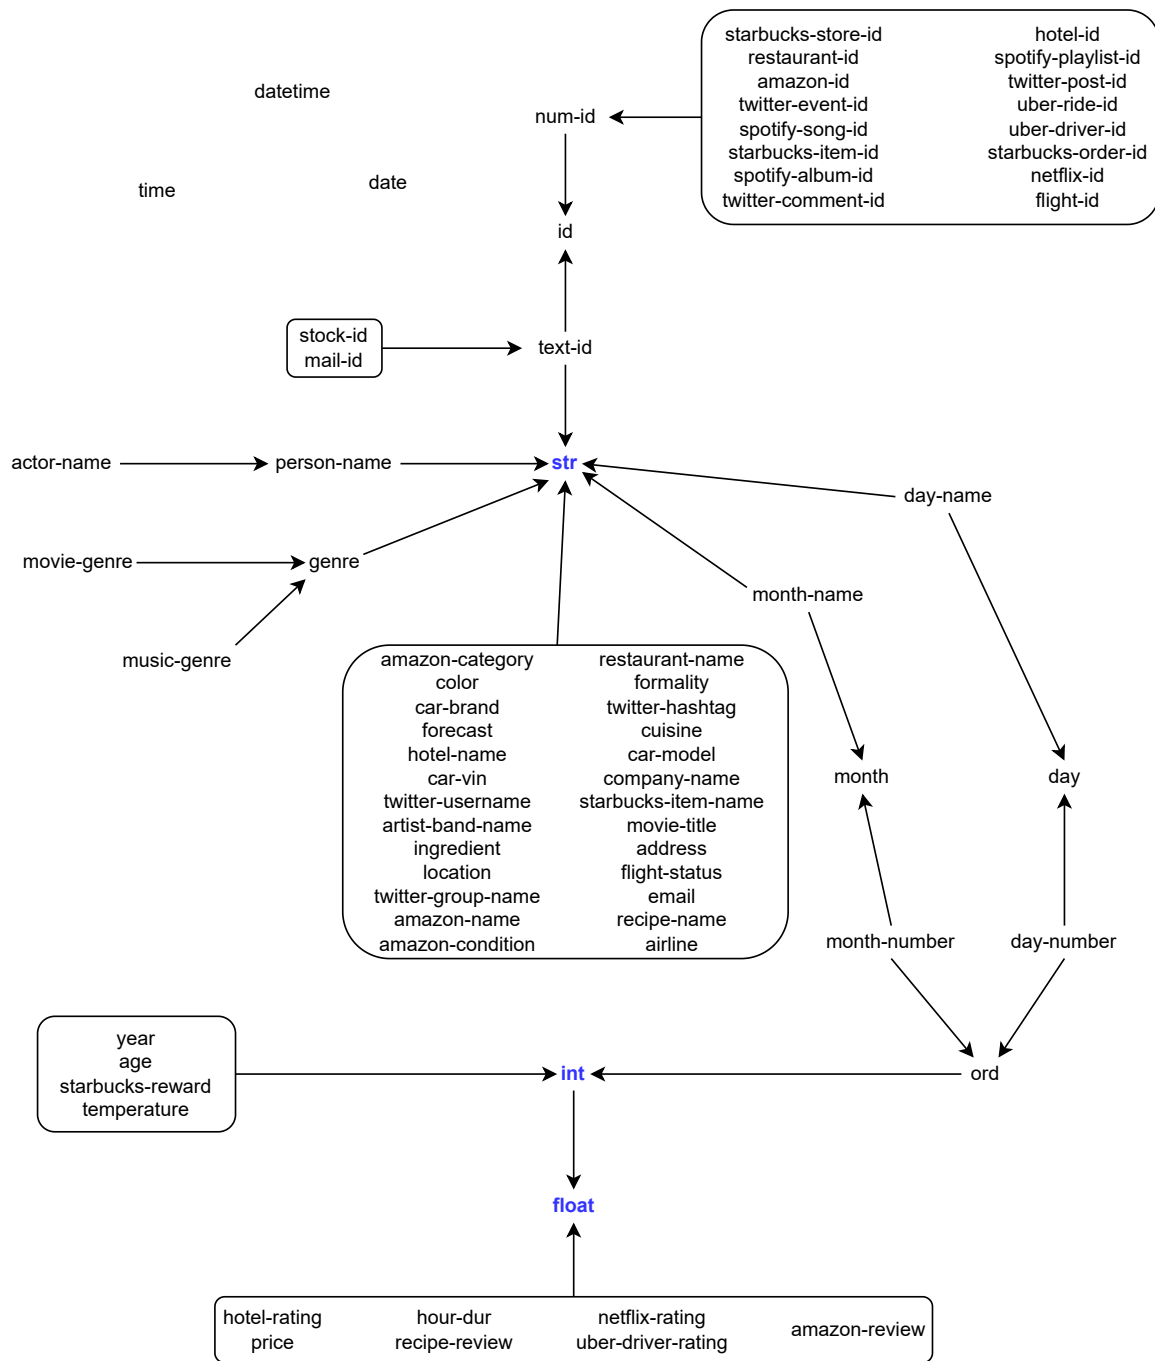 starbucks-store-id hotel-id
restaurant-id spotify-playlist-id
amazon-id twitter-post-id
twitter-event-id uber-ride-id
spotify-song-id uber-driver-id
starbucks-item-id starbucks-order-id
spotify-album-id netflix-id
twitter-comment-id flight-id
datetime
num-id
time
date
id
stock-id
mail-id
text-id
actor-name
person-name
str
day-name
movie-genre
genre
month-name
music-genre
amazon-category restaurant-name
color formality
car-brand twitter-hashtag
forecast cuisine
hotel-name car-model
car-vin company-name
twitter-username starbucks-item-name
artist-band-name movie-title
ingredient address
location flight-status
twitter-group-name email
amazon-name recipe-name
amazon-condition airline
month
day
month-number
day-number
year
age
starbucks-reward
temperature
int
ord
float
hotel-rating hour-dur netflix-rating
price recipe-review uber-driver-rating
amazon-review